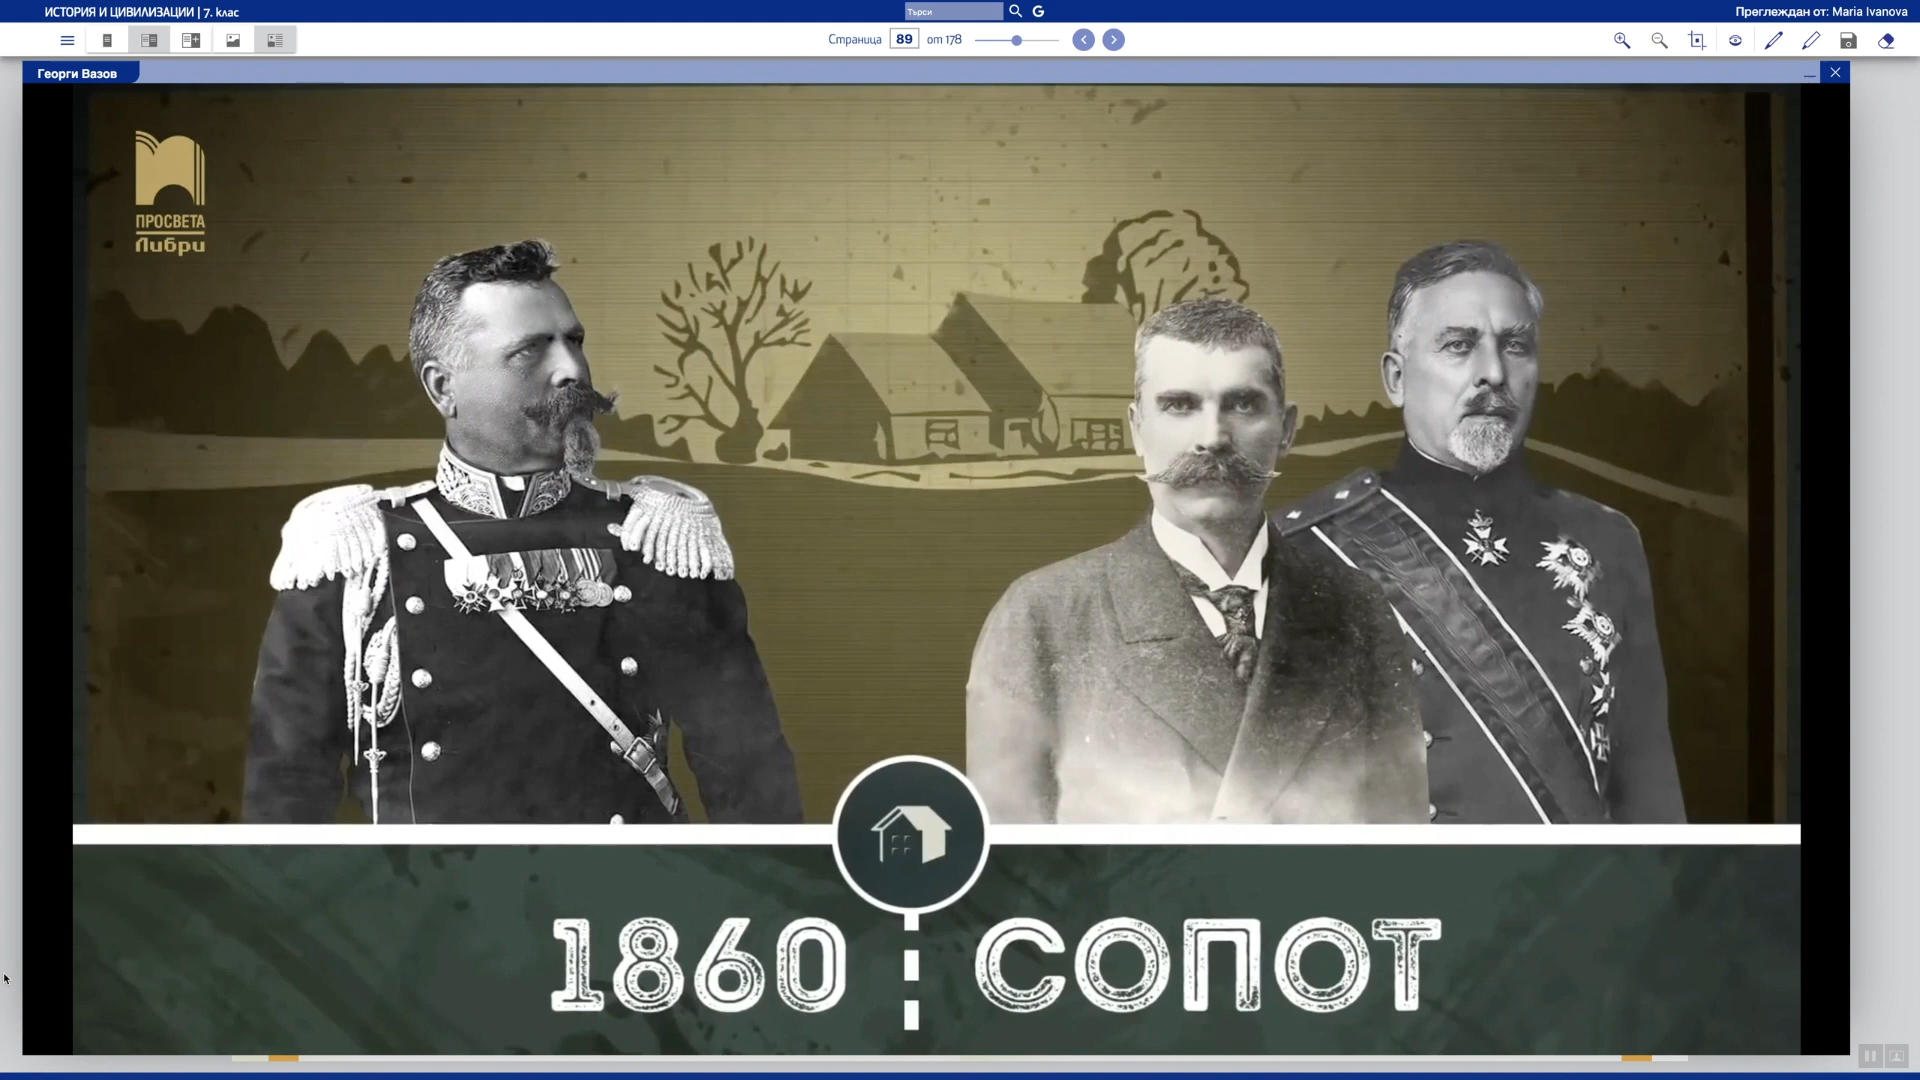 ИСТОРИЯ И ЦИВИЛИЗАЦИИ | 7. клас
Търси
G
Преглеждан от: Maria Ivanova
Страница 89 от 178
Георги Вазов
ПРОСВЕТА
Либри
1860 СОПОТ